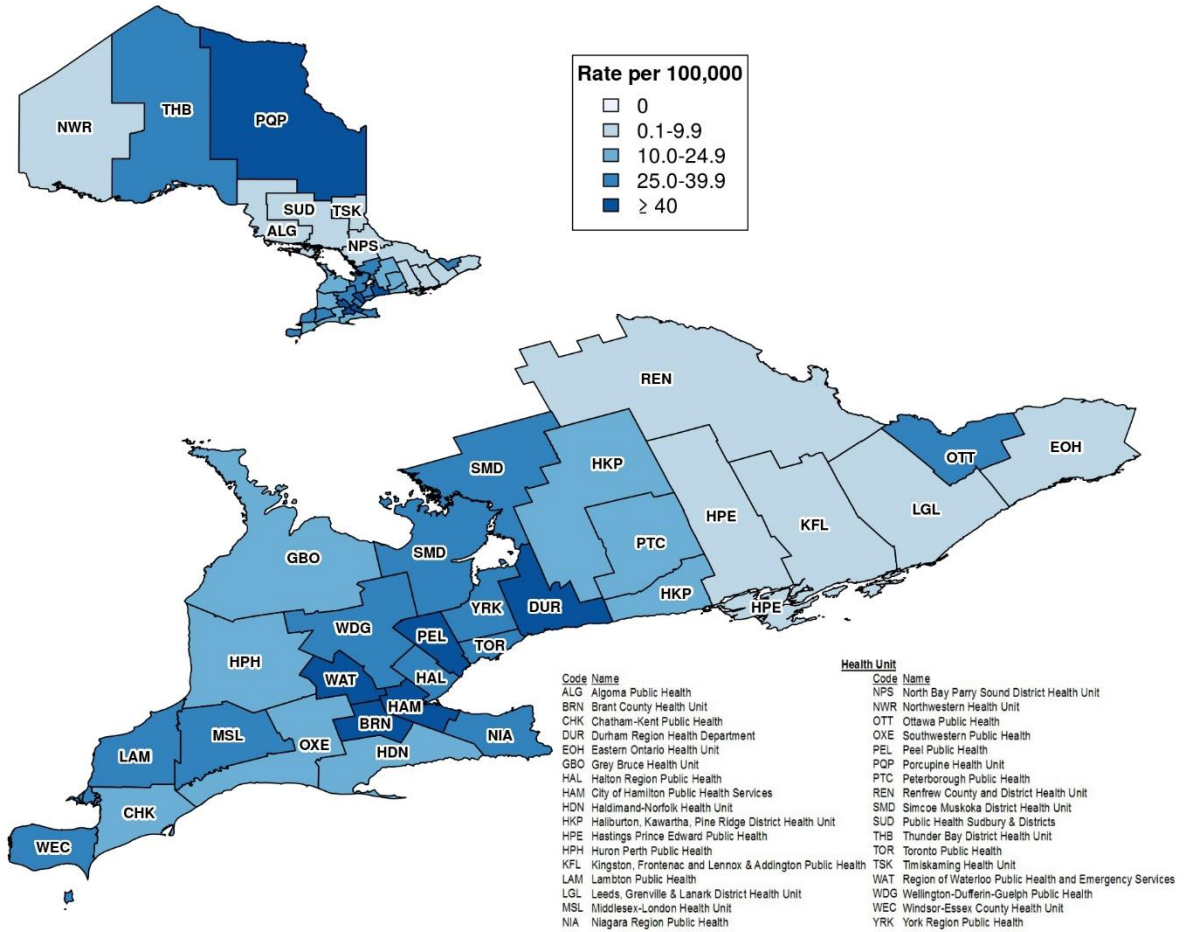 Rate per 100,000
0
0.1-9.9
10.0-24.9
25.0-39.9
≥ 40
NWR
THB
PQP
SUD
TSK
ALG
NPS
REN
SMD
HKP
OTT
EOH
LGL
HPE
KFL
PTC
SMD
GBO
HKP
HPE
YRK
DUR
WDG
PEL
TOR
HPH
WAT
HAL
HAM
BRN
MSL
OXE
NIA
LAM
HDN
CHK
WEC
Health Unit
Code Name
ALG Algoma Public Health
BRN Brant County Health Unit
CHK Chatham-Kent Public Health
DUR Durham Region Health Department
EOH Eastern Ontario Health Unit
GBO Grey Bruce Health Unit
HAL Halton Region Public Health
HAM City of Hamilton Public Health Services
HDN Haldimand-Norfolk Health Unit
HKP Haliburton, Kawartha, Pine Ridge District Health Unit
HPE Hastings Prince Edward Public Health
HPH Huron Perth Public Health
KFL Kingston, Frontenac and Lennox & Addington Public Health
LAM Lambton Public Health
LGL Leeds, Grenville & Lanark District Health Unit
MSL Middlesex-London Health Unit
NIA Niagara Region Public Health
Code Name
NPS North Bay Parry Sound District Health Unit
NWR Northwestern Health Unit
OTT Ottawa Public Health
OXE Southwestern Public Health
PEL Peel Public Health
PQP Porcupine Health Unit
PTC Peterborough Public Health
REN Renfrew County and District Health Unit
SMD Simcoe Muskoka District Health Unit
SUD Public Health Sudbury & Districts
THB Thunder Bay District Health Unit
TOR Toronto Public Health
TSK Timiskaming Health Unit
WAT Region of Waterloo Public Health and Emergency Services
WDG Wellington-Dufferin-Guelph Public Health
WEC Windsor-Essex County Health Unit
YRK York Region Public Health